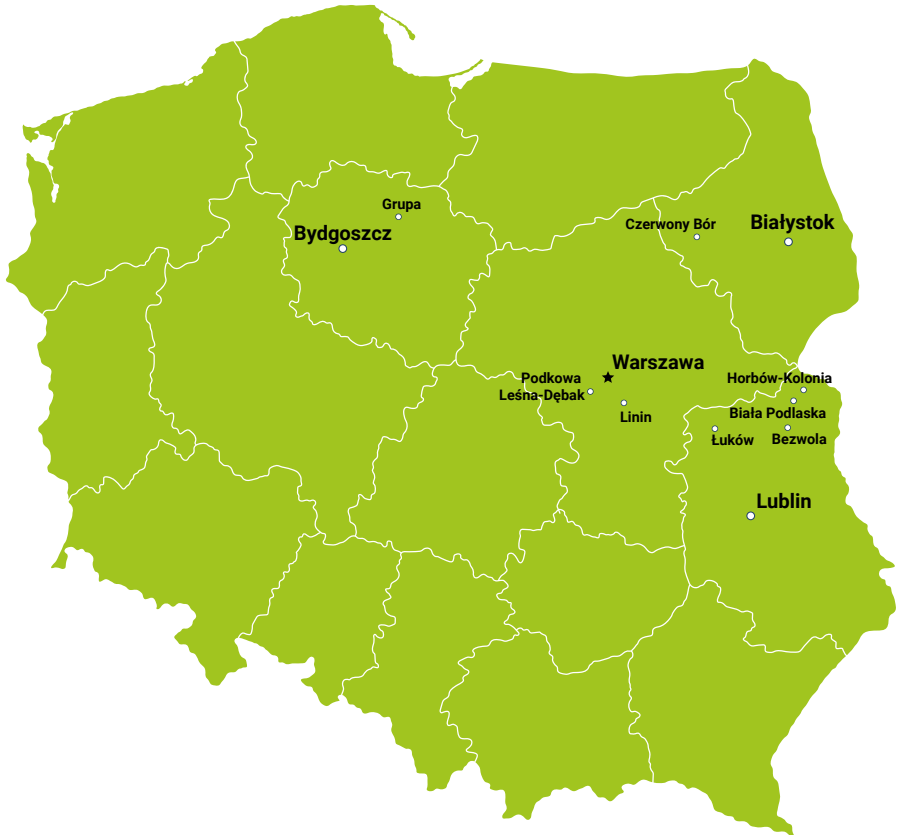 Grupa
Bydgoszcz
Czerwony Bór
Białystok
Warszawa
Podkowa
Leśna-Dębak
Linin
Horbów-Kolonia
Biała Podlaska
Łuków
Bezwola
Lublin